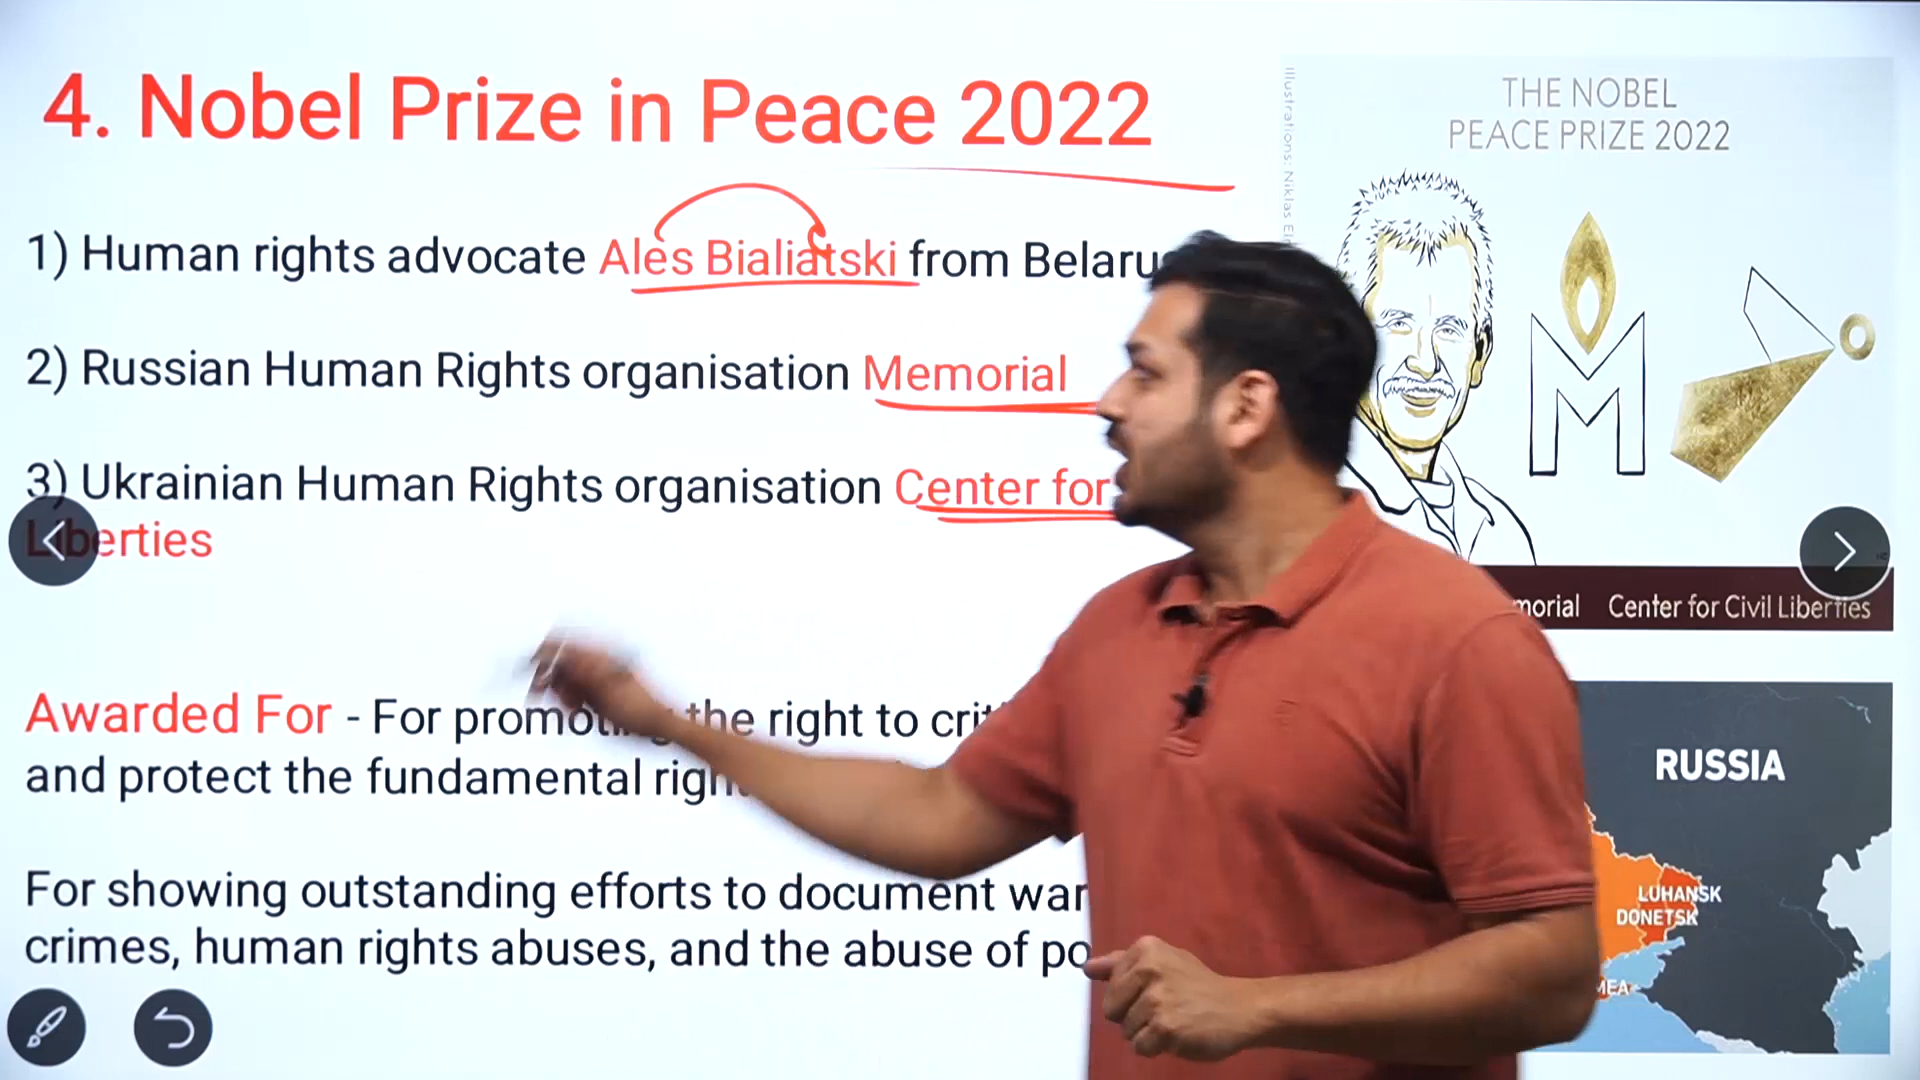 4. Nobel Prize in Peace 2022
1) Human rights advocate Ales Bialiatski from Belaru
2) Russian Human Rights organisation Memorial
3) Ukrainian Human Rights organisation Center for
Liberties
Awarded For - For promoting the right to crit
and protect the fundamental righ
For showing outstanding efforts to document war
crimes, human rights abuses, and the abuse of po
Illustrations: Niklas El
THE NOBEL
PEACE PRIZE 2022
morial Center for Civil Liberties
RUSSIA
LUHANSK
DONETSK
MEA